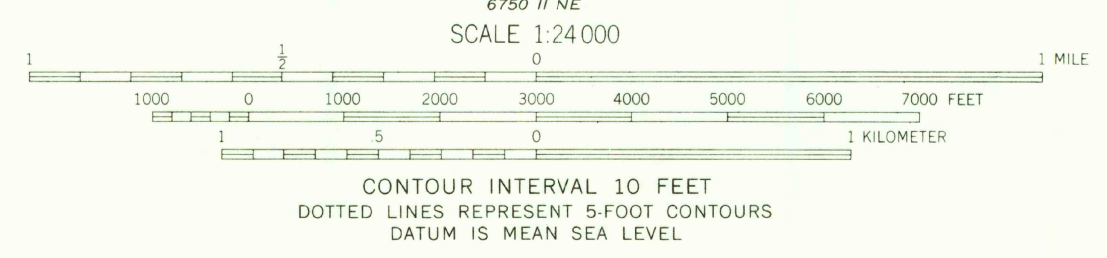 6750 II NE
SCALE 1:24 000
1 1/2 0 1 MILE
1000 0 1000 2000 3000 4000 5000 6000 7000 FEET
1 .5 0 1 KILOMETER
CONTOUR INTERVAL 10 FEET
DOTTED LINES REPRESENT 5-FOOT CONTOURS
DATUM IS MEAN SEA LEVEL